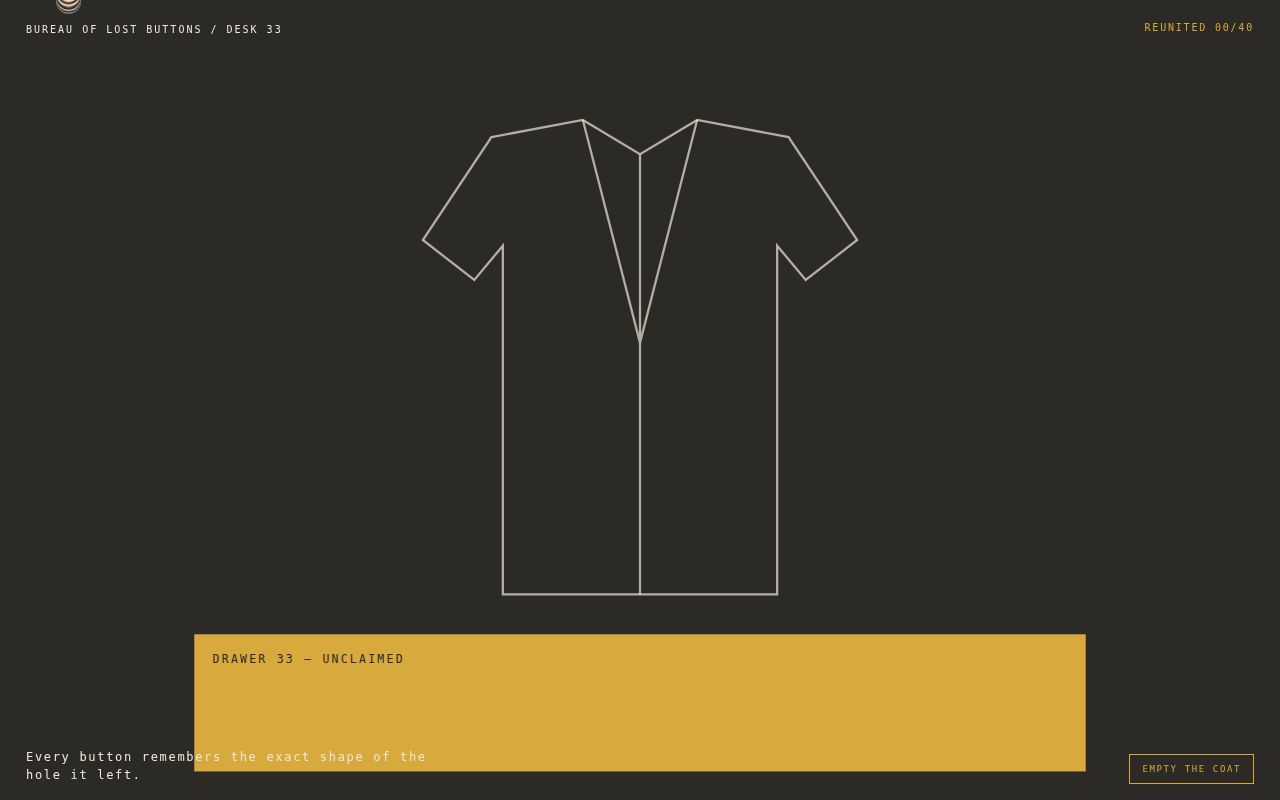 BUREAU OF LOST BUTTONS / DESK 33
REUNITED 00/40
DRAWER 33 — UNCLAIMED
Every button remembers the exact shape of the
hole it left.
EMPTY THE COAT